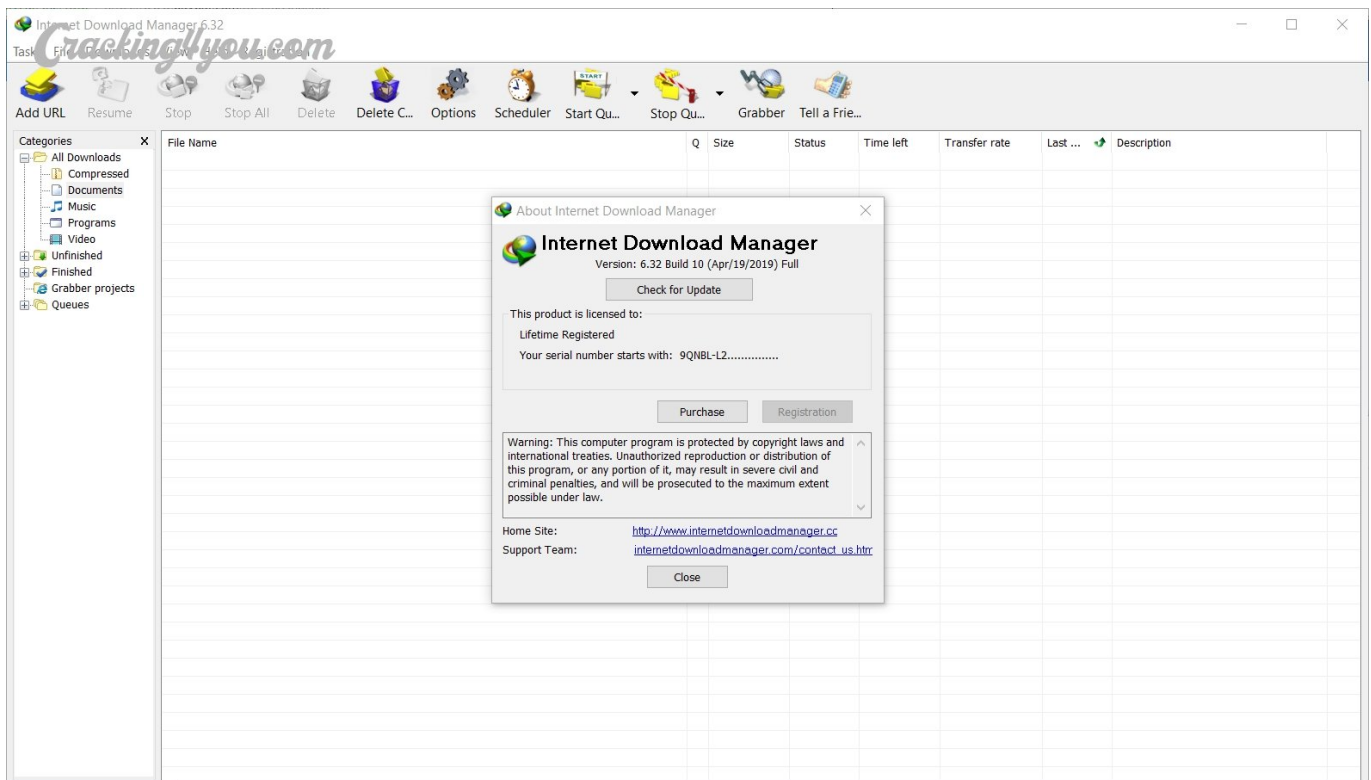 Internet Download Manager 6.32
Crackingllyou.com
Add URL Resume Stop Stop All Delete Delete C... Options Scheduler Start Qu... Stop Qu... Grabber Tell a Frie...
START
Categories X
All Downloads
Compressed
Documents
Music
Programs
Video
Unfinished
Finished
Grabber projects
Queues
File Name Q Size Status Time left Transfer rate Last ... Description
About Internet Download Manager
Internet Download Manager
Version: 6.32 Build 10 (Apr/19/2019) Full
Check for Update
This product is licensed to:
Lifetime Registered
Your serial number starts with: 9QNBL-L2...............
Purchase Registration
Warning: This computer program is protected by copyright laws and
international treaties. Unauthorized reproduction or distribution of
this program, or any portion of it, may result in severe civil and
criminal penalties, and will be prosecuted to the maximum extent
possible under law.
Home Site: http://www.internetdownloadmanager.cc
Support Team: internetdownloadmanager.com/contact_us.htm
Close